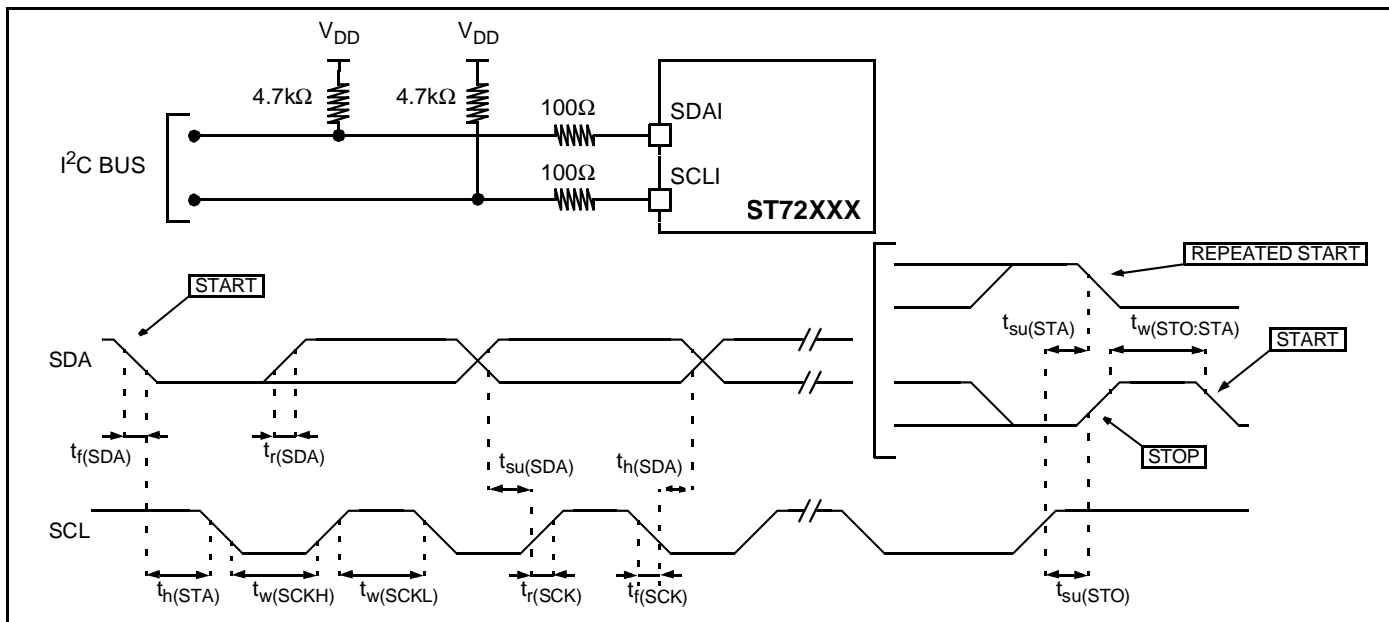 VDD VDD
4.7kΩ 4.7kΩ
100Ω SDAI
I2C BUS
100Ω SCLI
ST72XXX
REPEATED START
START
tsu(STA) tw(STO:STA)
START
SDA
tf(SDA) tr(SDA)
tsu(SDA) th(SDA)
STOP
SCL
th(STA) tw(SCKH) tw(SCKL) tr(SCK) tf(SCK) tsu(STO)